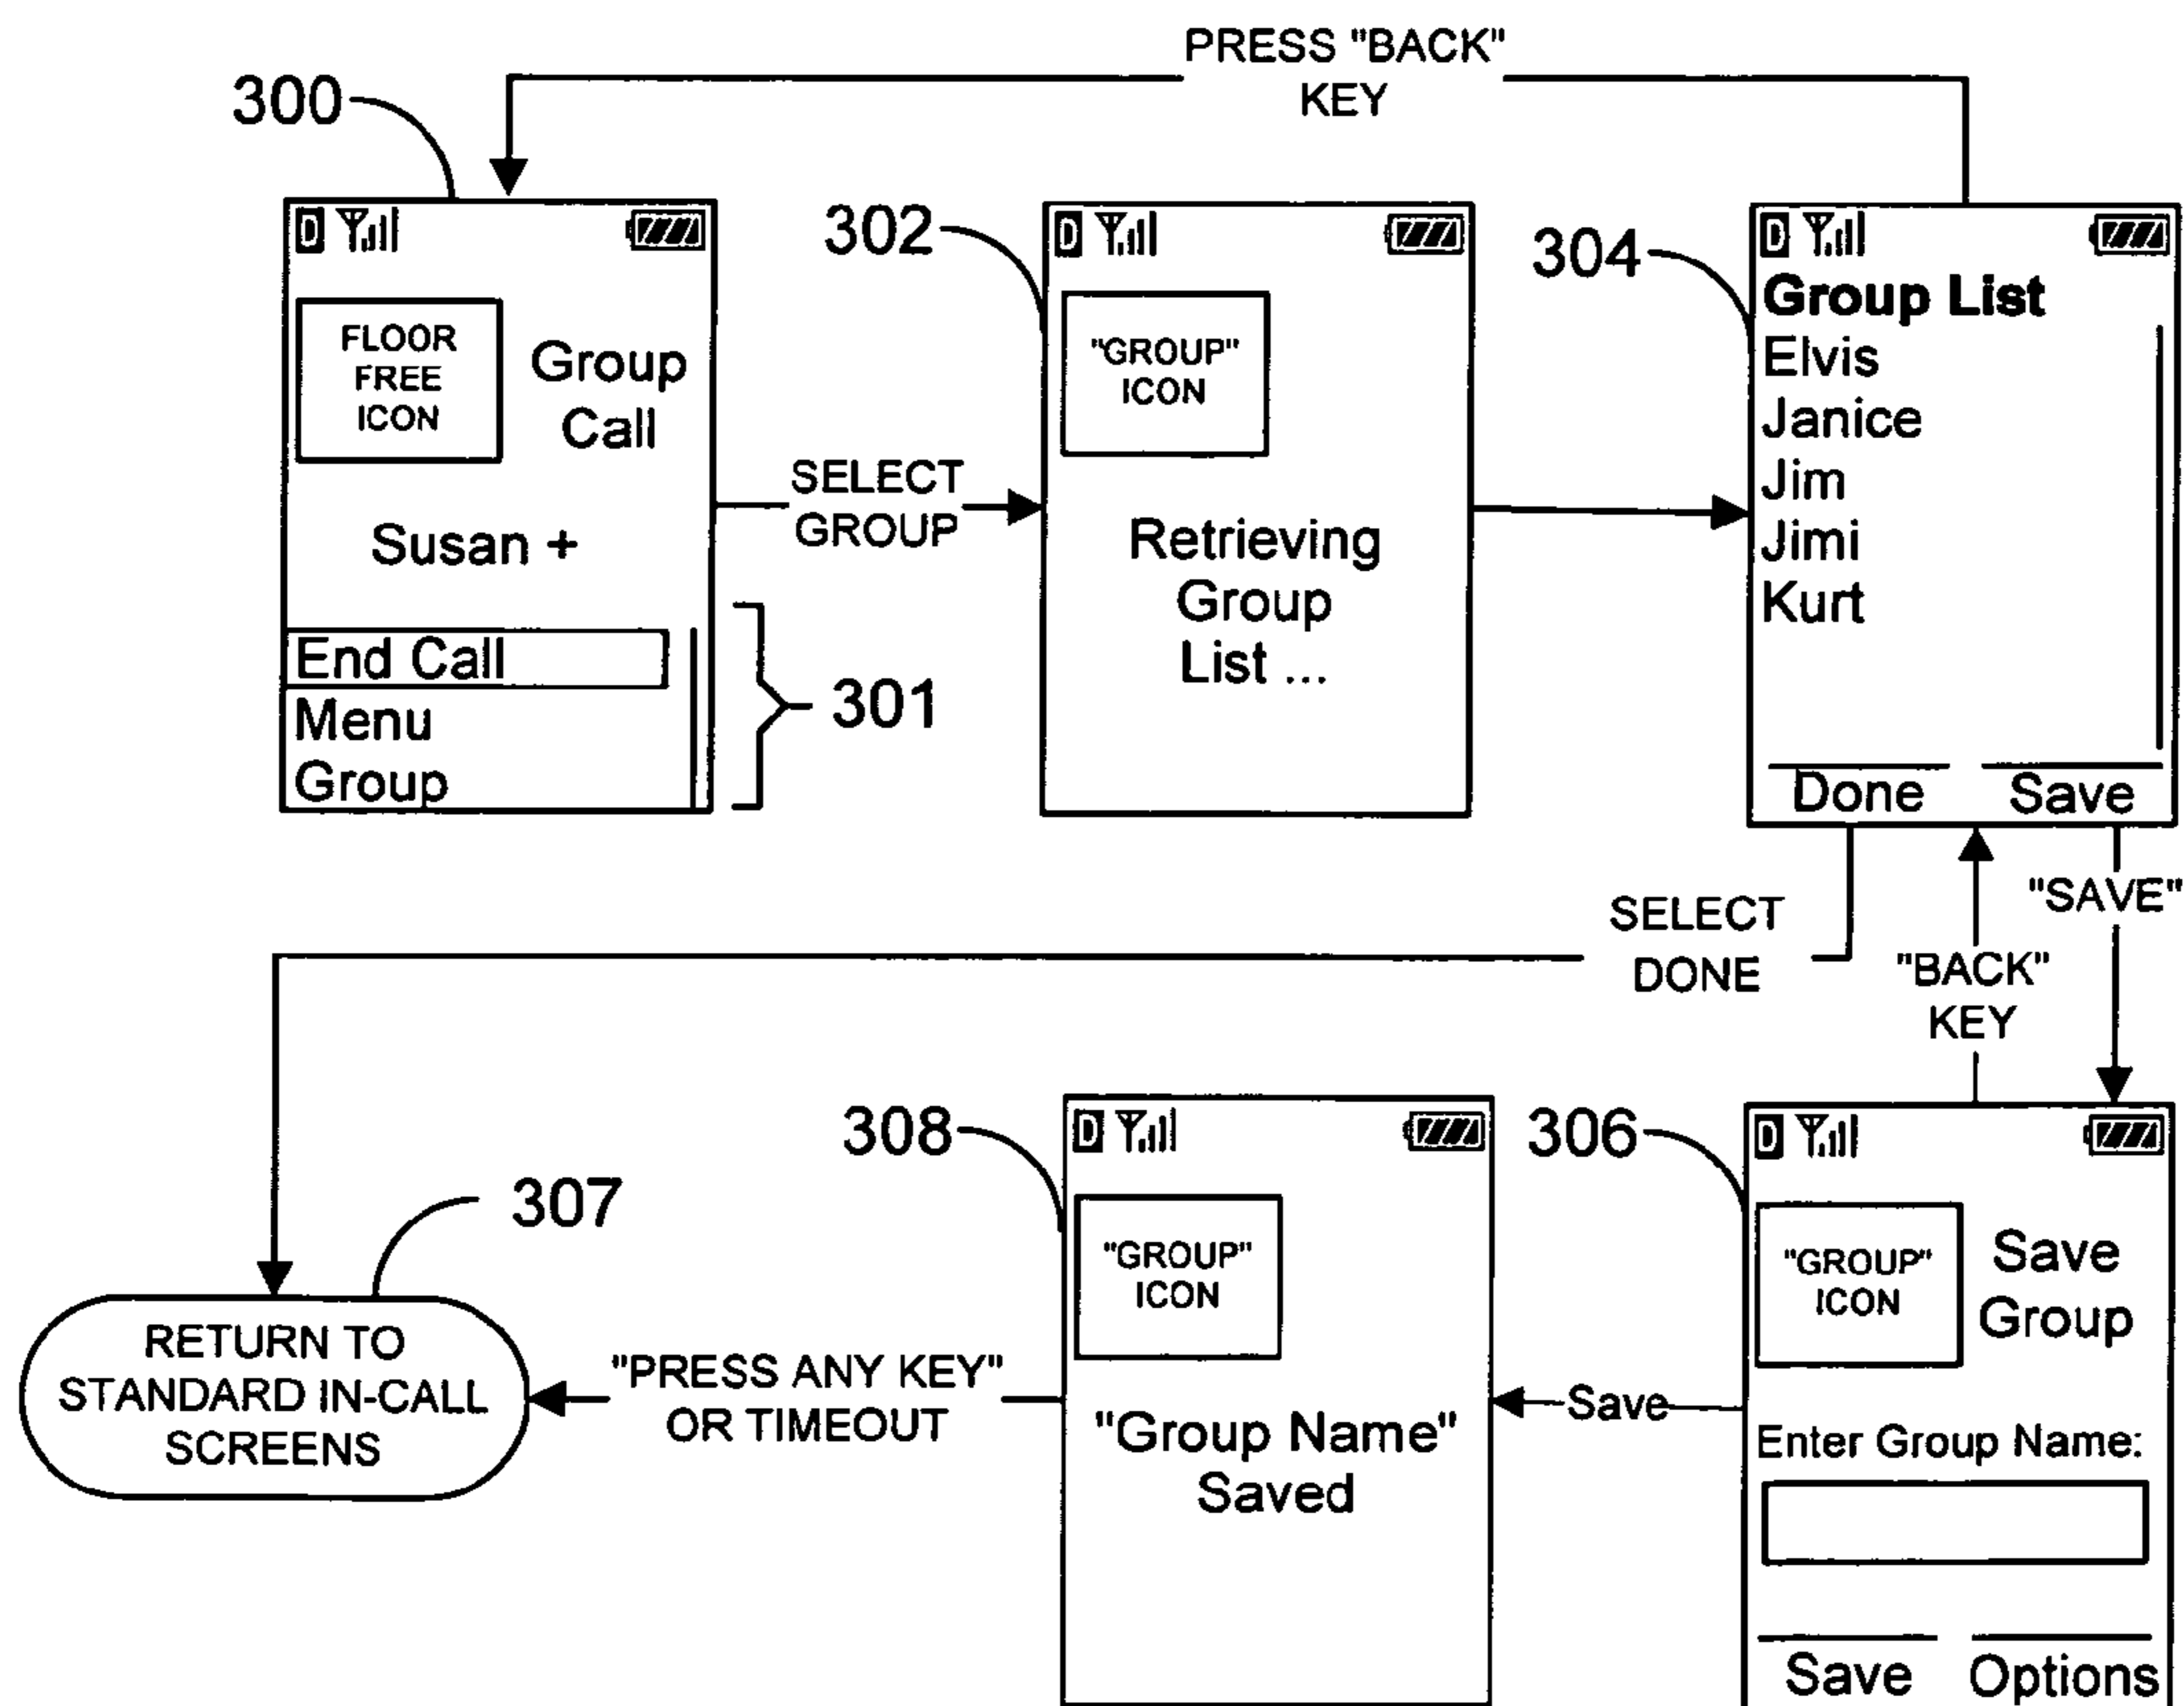 PRESS "BACK"
KEY
300
D
FLOOR
FREE
ICON
Group
Call
Susan +
End Call
Menu
Group
301
SELECT
GROUP
302
D
"GROUP"
ICON
Retrieving
Group
List ...
304
D
Group List
Elvis
Janice
Jim
Jimi
Kurt
Done Save
SELECT
DONE
"BACK"
KEY
"SAVE"
306
D
"GROUP"
ICON
Save
Group
Enter Group Name:
Save Options
Save
308
D
"GROUP"
ICON
"Group Name"
Saved
"PRESS ANY KEY"
OR TIMEOUT
307
RETURN TO
STANDARD IN-CALL
SCREENS